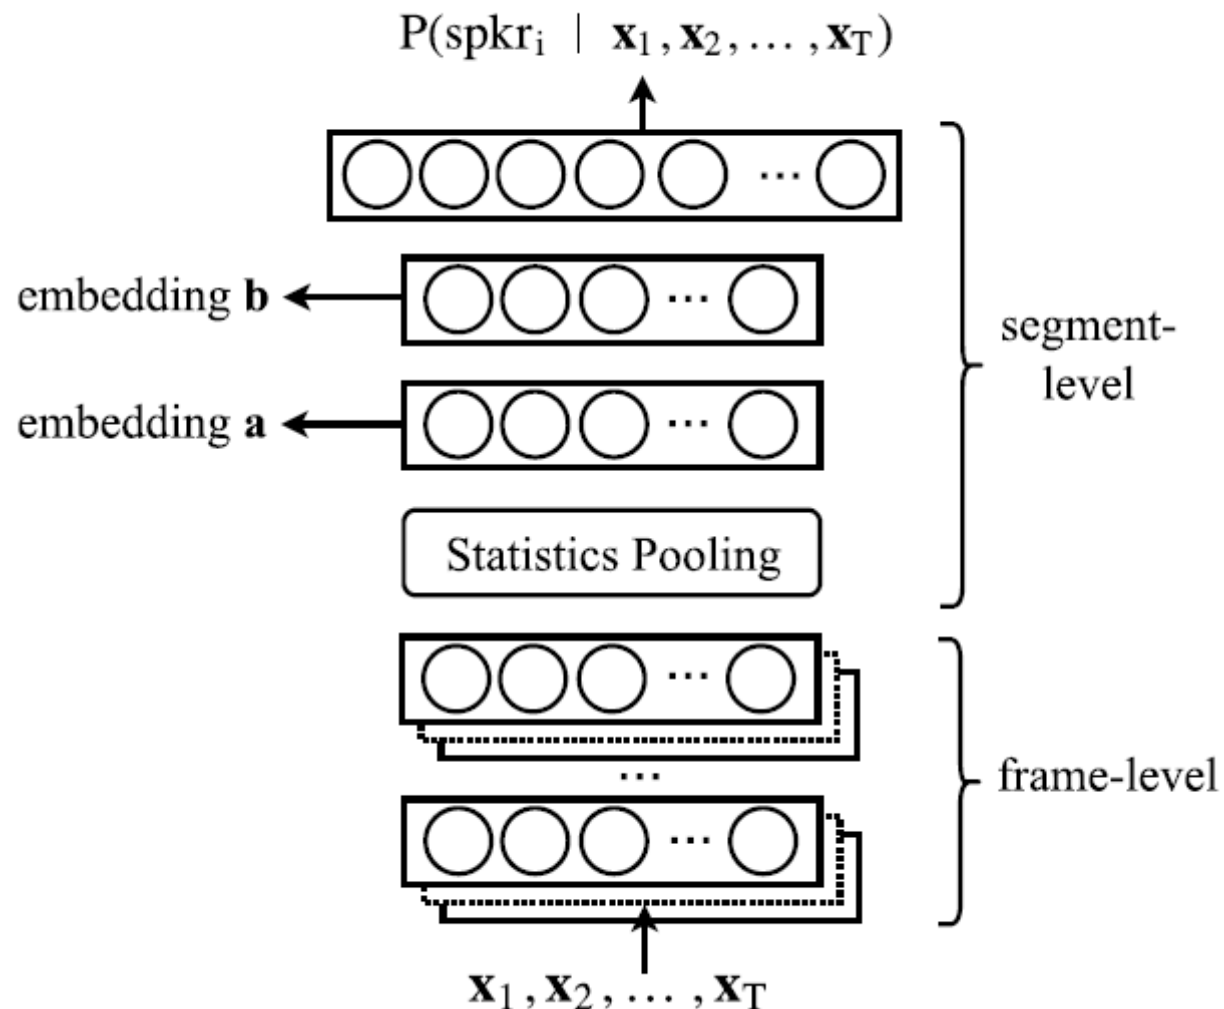 P(spkrᵢ | x₁, x₂, … , x_T)
...
embedding b
...
segment-
level
embedding a
...
Statistics Pooling
...
...
frame-level
...
x₁, x₂, … , x_T